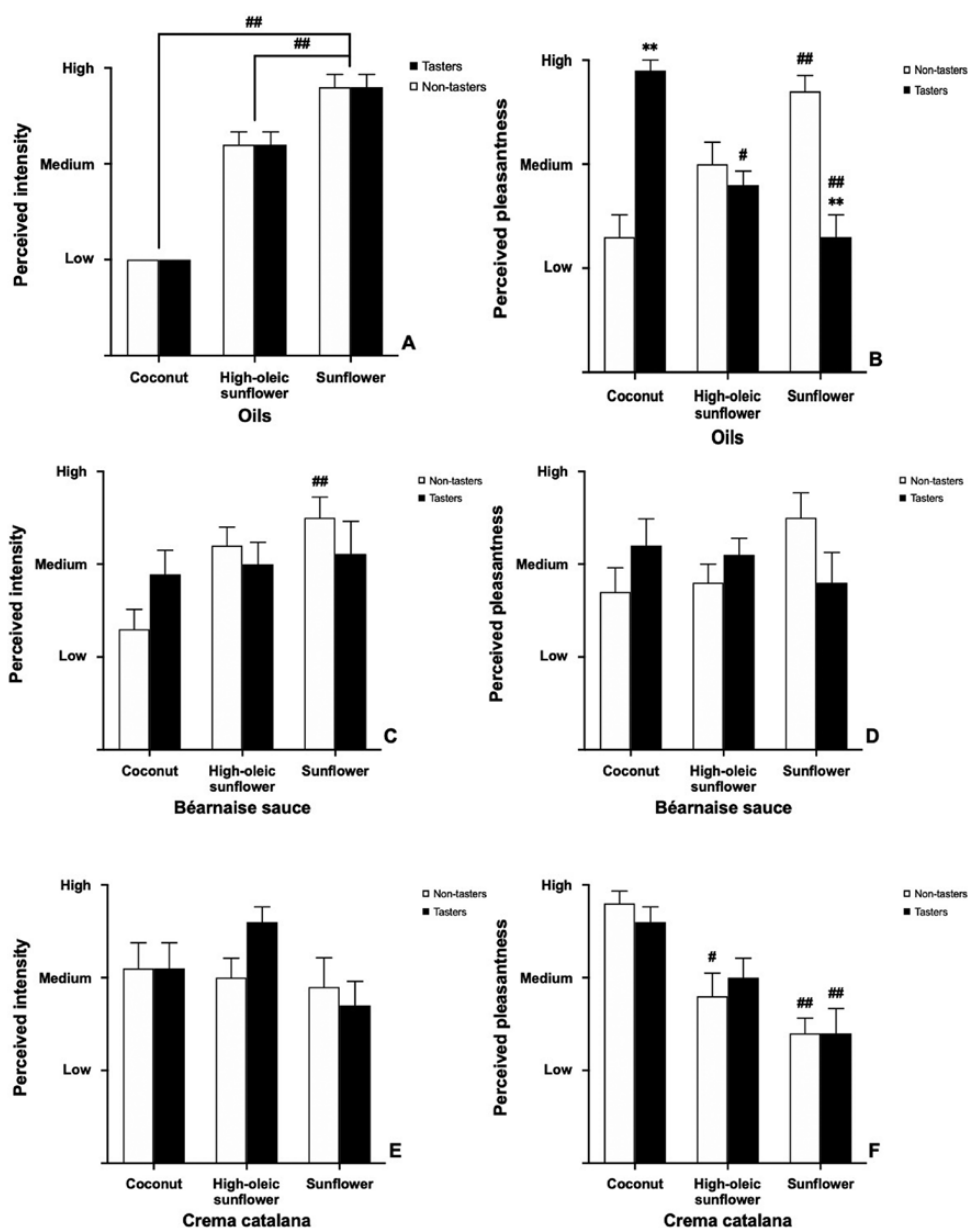 ##
##
High
Medium
Low
Perceived intensity
Tasters
Non-tasters
Coconut
High-oleic
sunflower
Sunflower
Oils
A
**
##
#
##
**
High
Medium
Low
Perceived pleasantness
Non-tasters
Tasters
Coconut
High-oleic
sunflower
Sunflower
Oils
B
##
High
Medium
Low
Perceived intensity
Non-tasters
Tasters
Coconut
High-oleic
sunflower
Sunflower
Béarnaise sauce
C
High
Medium
Low
Perceived pleasantness
Non-tasters
Tasters
Coconut
High-oleic
sunflower
Sunflower
Béarnaise sauce
D
High
Medium
Low
Perceived intensity
Non-tasters
Tasters
Coconut
High-oleic
sunflower
Sunflower
Crema catalana
E
High
Medium
Low
Perceived pleasantness
Non-tasters
Tasters
#
##
##
Coconut
High-oleic
sunflower
Sunflower
Crema catalana
F